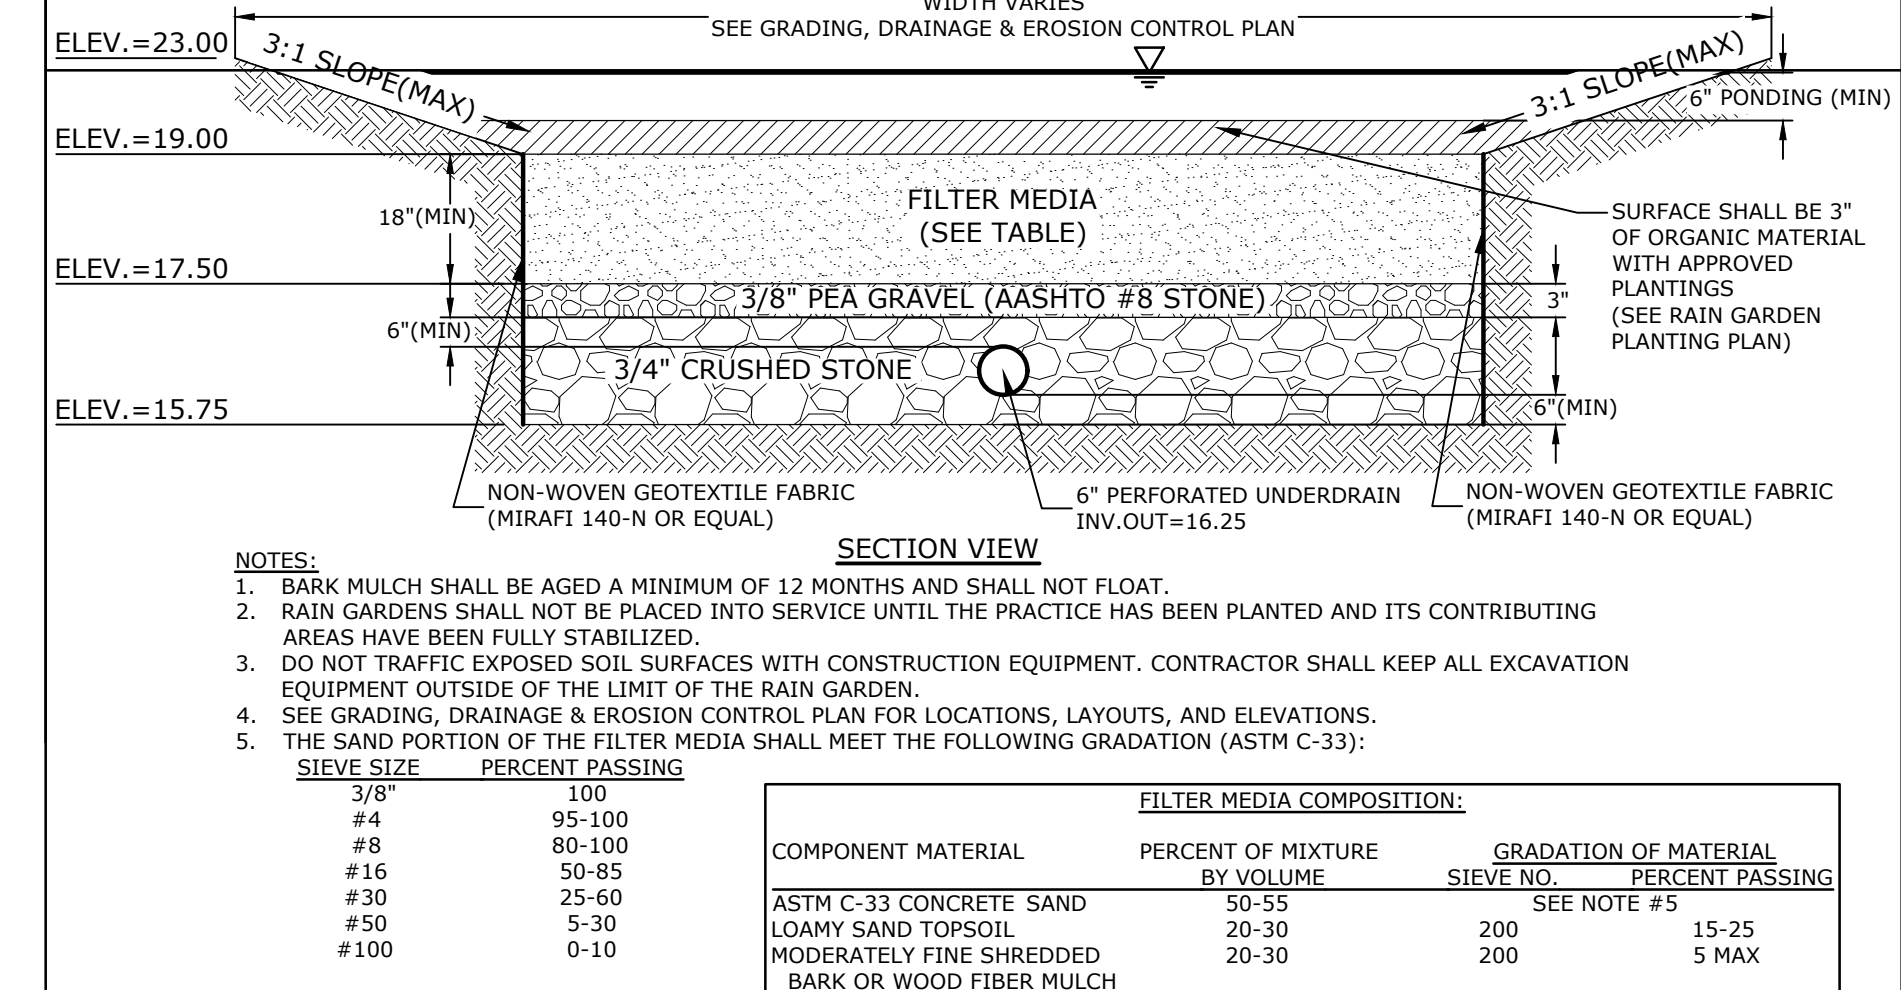 WIDTH VARIES
SEE GRADING, DRAINAGE & EROSION CONTROL PLAN
ELEV.=23.00
3:1 SLOPE(MAX)
3:1 SLOPE(MAX)
6" PONDING (MIN)
ELEV.=19.00
18"(MIN)
FILTER MEDIA
(SEE TABLE)
SURFACE SHALL BE 3"
OF ORGANIC MATERIAL
WITH APPROVED
PLANTINGS
(SEE RAIN GARDEN
PLANTING PLAN)
ELEV.=17.50
3/8" PEA GRAVEL (AASHTO #8 STONE)
3"
6"(MIN)
3/4" CRUSHED STONE
ELEV.=15.75
6"(MIN)
NON-WOVEN GEOTEXTILE FABRIC
(MIRAFI 140-N OR EQUAL)
6" PERFORATED UNDERDRAIN
INV.OUT=16.25
NON-WOVEN GEOTEXTILE FABRIC
(MIRAFI 140-N OR EQUAL)
SECTION VIEW
NOTES:
1. BARK MULCH SHALL BE AGED A MINIMUM OF 12 MONTHS AND SHALL NOT FLOAT.
2. RAIN GARDENS SHALL NOT BE PLACED INTO SERVICE UNTIL THE PRACTICE HAS BEEN PLANTED AND ITS CONTRIBUTING
AREAS HAVE BEEN FULLY STABILIZED.
3. DO NOT TRAFFIC EXPOSED SOIL SURFACES WITH CONSTRUCTION EQUIPMENT. CONTRACTOR SHALL KEEP ALL EXCAVATION
EQUIPMENT OUTSIDE OF THE LIMIT OF THE RAIN GARDEN.
4. SEE GRADING, DRAINAGE & EROSION CONTROL PLAN FOR LOCATIONS, LAYOUTS, AND ELEVATIONS.
5. THE SAND PORTION OF THE FILTER MEDIA SHALL MEET THE FOLLOWING GRADATION (ASTM C-33):
SIEVE SIZE PERCENT PASSING
3/8" 100
#4 95-100
#8 80-100
#16 50-85
#30 25-60
#50 5-30
#100 0-10
FILTER MEDIA COMPOSITION:
COMPONENT MATERIAL PERCENT OF MIXTURE GRADATION OF MATERIAL
BY VOLUME SIEVE NO. PERCENT PASSING
ASTM C-33 CONCRETE SAND 50-55 SEE NOTE #5
LOAMY SAND TOPSOIL 20-30 200 15-25
MODERATELY FINE SHREDDED 20-30 200 5 MAX
BARK OR WOOD FIBER MULCH